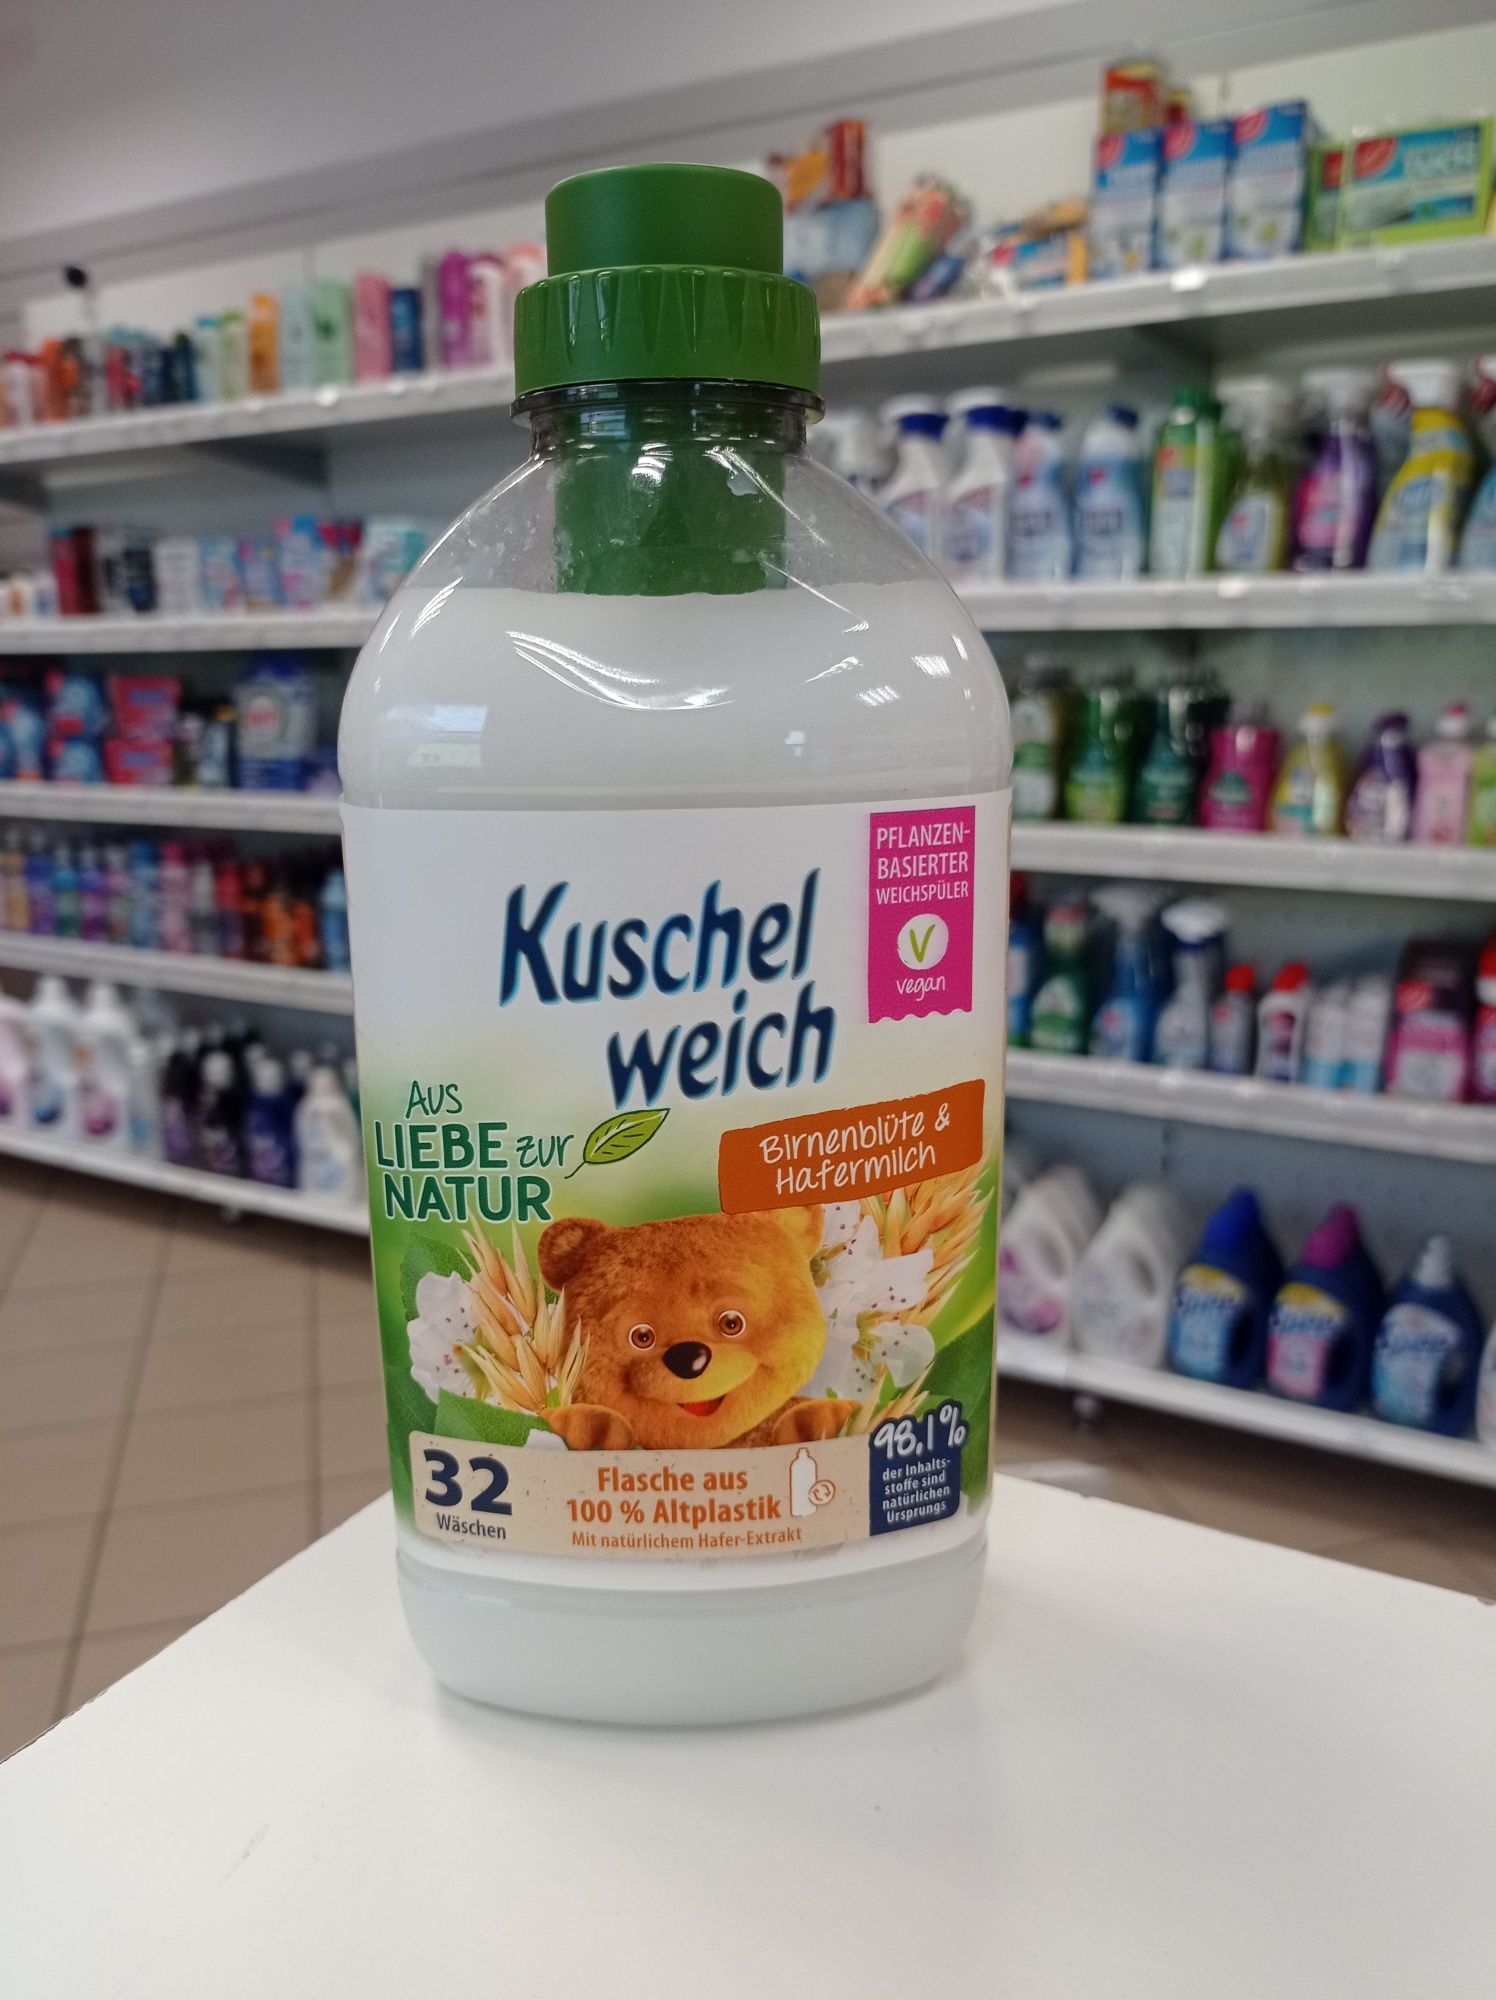 PFLANZEN-
BASIERTER
WEICHSPÜLER
V
vegan
Kuschel
weich
Aus
LIEBE zur
NATUR
Birnenblüte &
Hafermilch
32
Wäschen
Flasche aus
100 % Altplastik
Mit natürlichem Hafer-Extrakt
98,1%
der Inhalts-
stoffe sind
natürlichen
Ursprungs